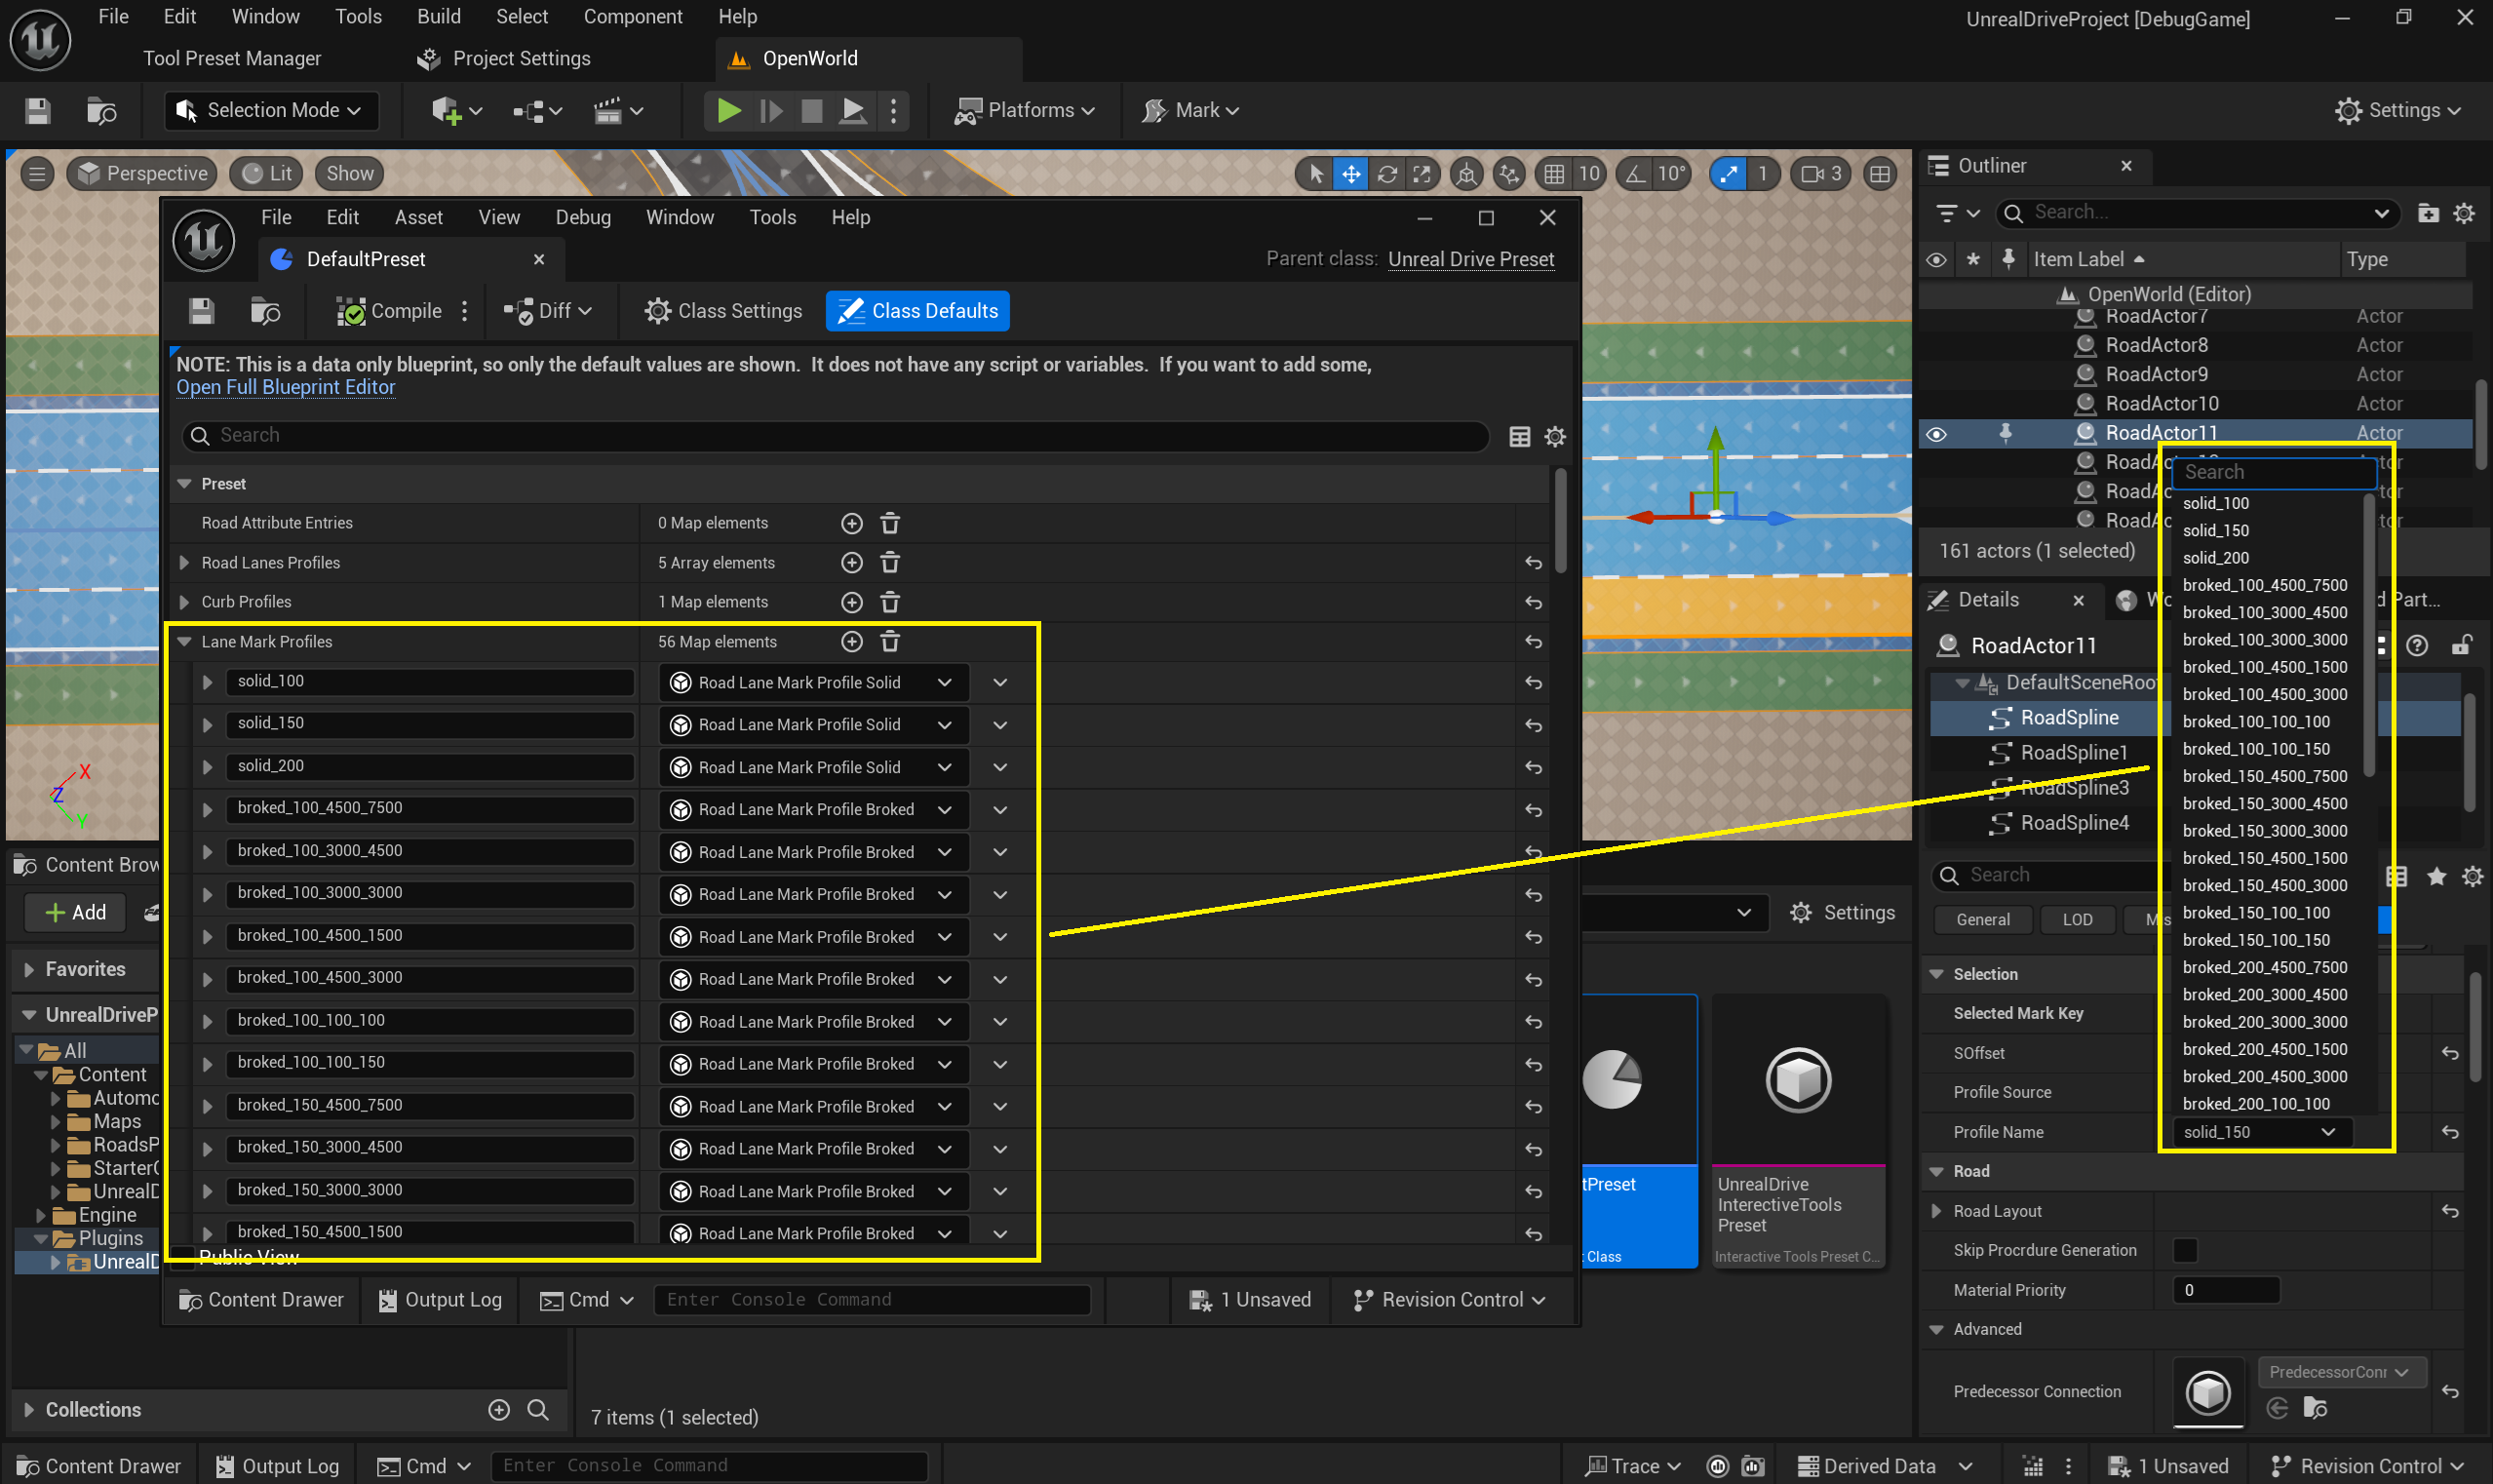 File Edit Window Tools Build Select Component Help
UnrealDriveProject [DebugGame]
Tool Preset Manager
Project Settings
OpenWorld
Selection Mode
Platforms
Mark
Settings
Perspective
Lit
Show
10
10°
1
3
File Edit Asset View Debug Window Tools Help
DefaultPreset
Parent class: Unreal Drive Preset
Compile
Diff
Class Settings
Class Defaults
NOTE: This is a data only blueprint, so only the default values are shown.  It does not have any script or variables.  If you want to add some,
Open Full Blueprint Editor
Search
Preset
Road Attribute Entries 0 Map elements
Road Lanes Profiles 5 Array elements
Curb Profiles 1 Map elements
Lane Mark Profiles 56 Map elements
solid_100 Road Lane Mark Profile Solid
solid_150 Road Lane Mark Profile Solid
solid_200 Road Lane Mark Profile Solid
broked_100_4500_7500 Road Lane Mark Profile Broked
broked_100_3000_4500 Road Lane Mark Profile Broked
broked_100_3000_3000 Road Lane Mark Profile Broked
broked_100_4500_1500 Road Lane Mark Profile Broked
broked_100_4500_3000 Road Lane Mark Profile Broked
broked_100_100_100 Road Lane Mark Profile Broked
broked_100_100_150 Road Lane Mark Profile Broked
broked_150_4500_7500 Road Lane Mark Profile Broked
broked_150_3000_4500 Road Lane Mark Profile Broked
broked_150_3000_3000 Road Lane Mark Profile Broked
broked_150_4500_1500 Road Lane Mark Profile Broked
Public View
Content Drawer
Output Log
Cmd
Enter Console Command
1 Unsaved
Revision Control
X
Z
Y
Content Brow
Add
Favorites
UnrealDriveP
All
Content
Automo
Maps
RoadsP
StarterC
UnrealD
Engine
Plugins
UnrealD
Collections
Settings
tPreset
Class
UnrealDrive
InterectiveTools
Preset
Interactive Tools Preset C...
7 items (1 selected)
Outliner
Search...
Item Label Type
OpenWorld (Editor)
RoadActor7 Actor
RoadActor8 Actor
RoadActor9 Actor
RoadActor10 Actor
RoadActor11 Actor
161 actors (1 selected)
Details
Wo
d Part...
RoadActor11
DefaultSceneRoot
RoadSpline
RoadSpline1
RoadSpline3
RoadSpline4
Search
General
LOD
Mis
Selection
Selected Mark Key
SOffset
Profile Source
Profile Name solid_150
Road
Road Layout
Skip Procrdure Generation
Material Priority 0
Advanced
Predecessor Connection PredecessorConr
Search
solid_100
solid_150
solid_200
broked_100_4500_7500
broked_100_3000_4500
broked_100_3000_3000
broked_100_4500_1500
broked_100_4500_3000
broked_100_100_100
broked_100_100_150
broked_150_4500_7500
broked_150_3000_4500
broked_150_3000_3000
broked_150_4500_1500
broked_150_4500_3000
broked_150_100_100
broked_150_100_150
broked_200_4500_7500
broked_200_3000_4500
broked_200_3000_3000
broked_200_4500_1500
broked_200_4500_3000
broked_200_100_100
Content Drawer
Output Log
Cmd
Enter Console Command
Trace
Derived Data
1 Unsaved
Revision Control